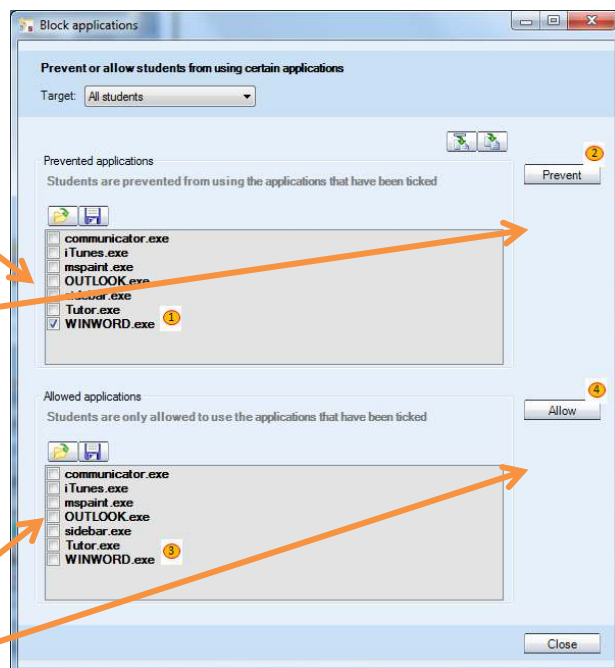 Block applications
Prevent or allow students from using certain applications
Target: All students
Prevented applications
Students are prevented from using the applications that have been ticked
2
Prevent
communicator.exe
iTunes.exe
mspaint.exe
OUTLOOK.exe
sidebar.exe
Tutor.exe
WINWORD.exe 1
Allowed applications
Students are only allowed to use the applications that have been ticked
4
Allow
communicator.exe
iTunes.exe
mspaint.exe
OUTLOOK.exe
sidebar.exe
Tutor.exe
WINWORD.exe 3
Close